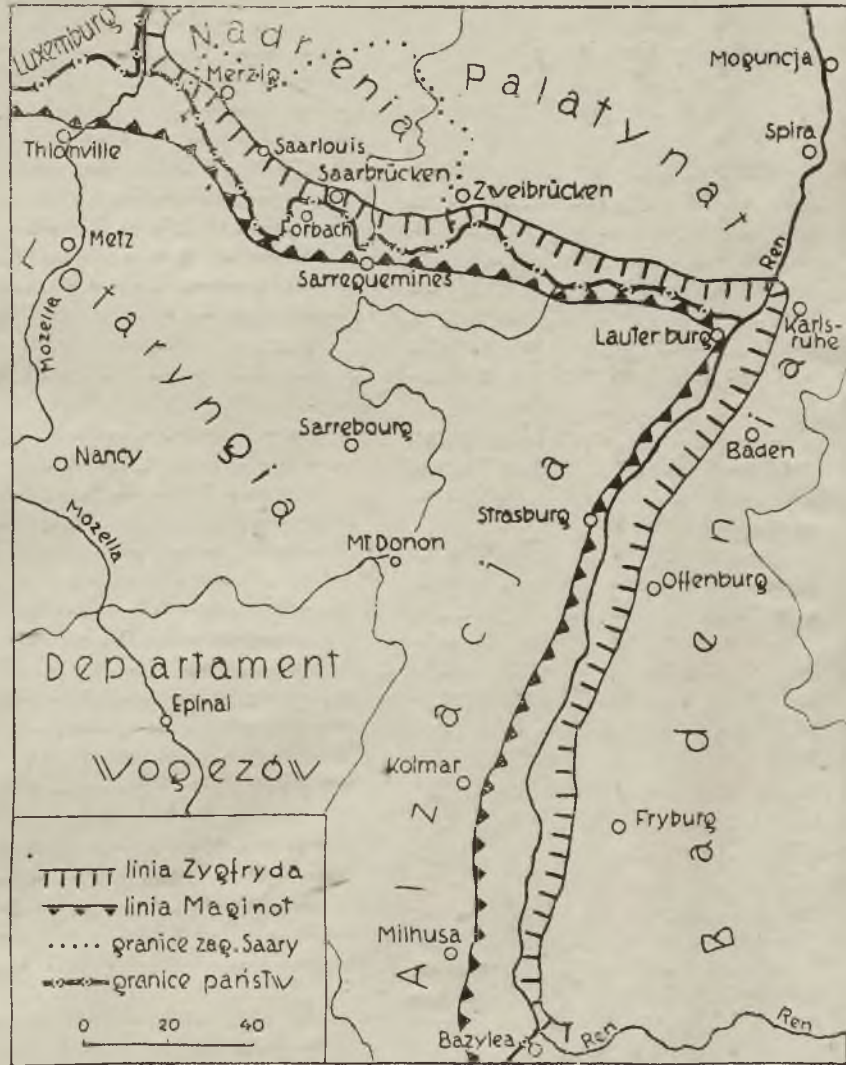 Luxemburg
Nadrenia
Palatynat
Moguncja
Merzig
Spira
Thionville
Saarlouis
Saarbrücken
Zweibrücken
Forbach
Metz
Ren
Sarreguemines
Karls-
ruhe
Lauterburg
Lotaryngia
Mozella
Sarrebourg
Baden
Nancy
Strasburg
Mozella
Mt Donon
Offenburg
Alzacja
Badenia
Departament
Wogezów
Epinal
Kolmar
Fryburg
linia Zygfryda
linia Maginot
granice zag. Saary
granice państw
0 20 40
Milhusa
Bazylea
Ren
Ren